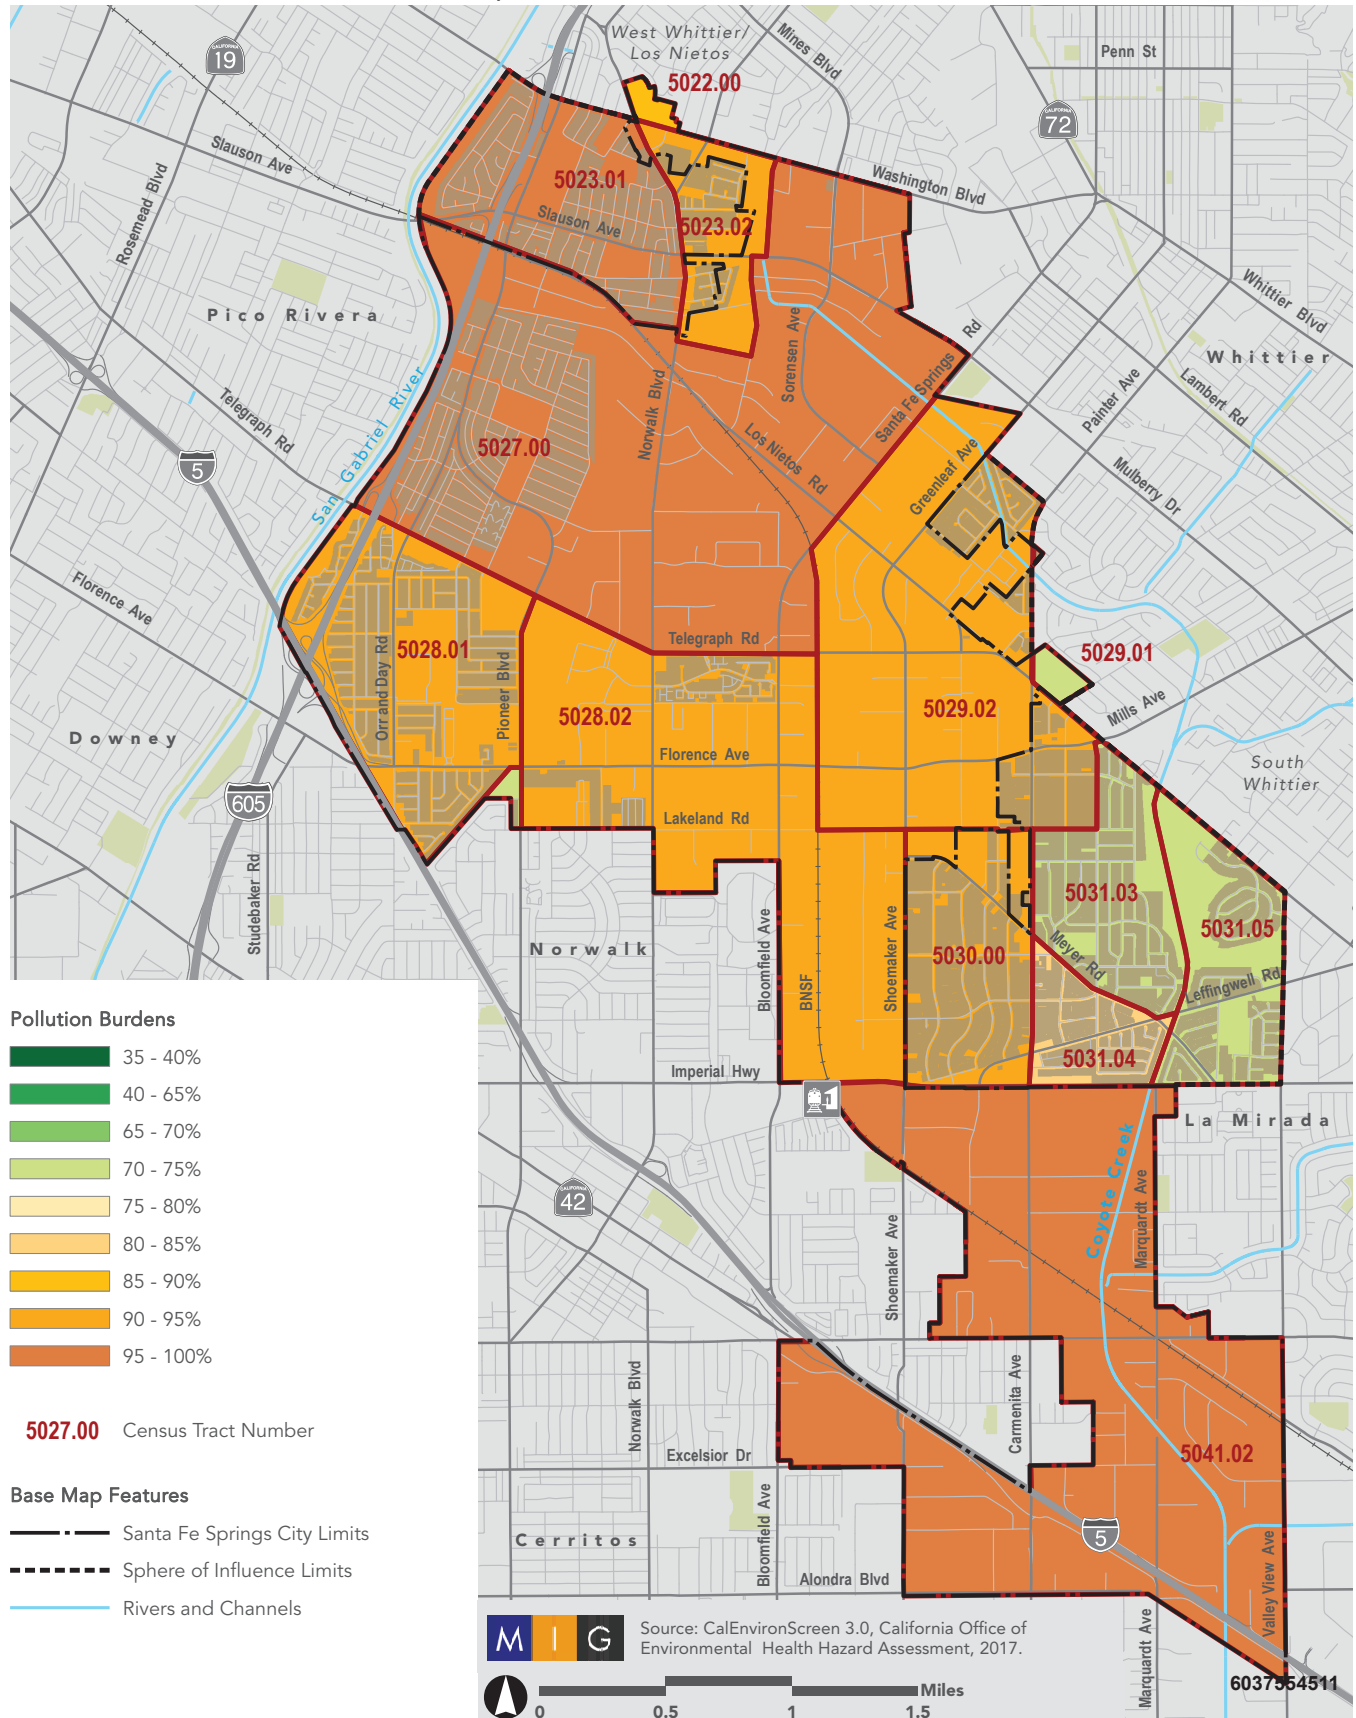 West Whittier/
Los Nietos
Mines Blvd
Penn St
CALIFORNIA
19
5022.00
CALIFORNIA
72
Slauson Ave
Rosemead Blvd
5023.01
Washington Blvd
Slauson Ave
5023.02
Whittier Blvd
Pico Rivera
Sorensen Ave
Santa Fe Springs Rd
Whittier
Painter Ave
Lambert Rd
San Gabriel River
Telegraph Rd
Norwalk Blvd
5027.00
Los Nietos Rd
Greenleaf Ave
Mulberry Dr
5
Florence Ave
Telegraph Rd
5028.01
Orr and Day Rd
Pioneer Blvd
5029.01
5028.02
5029.02
Mills Ave
Downey
Florence Ave
South
Whittier
605
Lakeland Rd
Studebaker Rd
5031.03
5031.05
Norwalk
Bloomfield Ave
BNSF
Shoemaker Ave
5030.00
Meyer Rd
Leffingwell Rd
5031.04
Imperial Hwy
La Mirada
Coyote Creek
Marquardt Ave
CALIFORNIA
42
Shoemaker Ave
Norwalk Blvd
Carmenita Ave
Excelsior Dr
5041.02
Bloomfield Ave
Cerritos
5
Alondra Blvd
Valley View Ave
Marquardt Ave
6037554511
Pollution Burdens
35 - 40%
40 - 65%
65 - 70%
70 - 75%
75 - 80%
80 - 85%
85 - 90%
90 - 95%
95 - 100%
5027.00 Census Tract Number
Base Map Features
Santa Fe Springs City Limits
Sphere of Influence Limits
Rivers and Channels
M I G
Source: CalEnvironScreen 3.0, California Office of
Environmental Health Hazard Assessment, 2017.
Miles
0 0.5 1 1.5